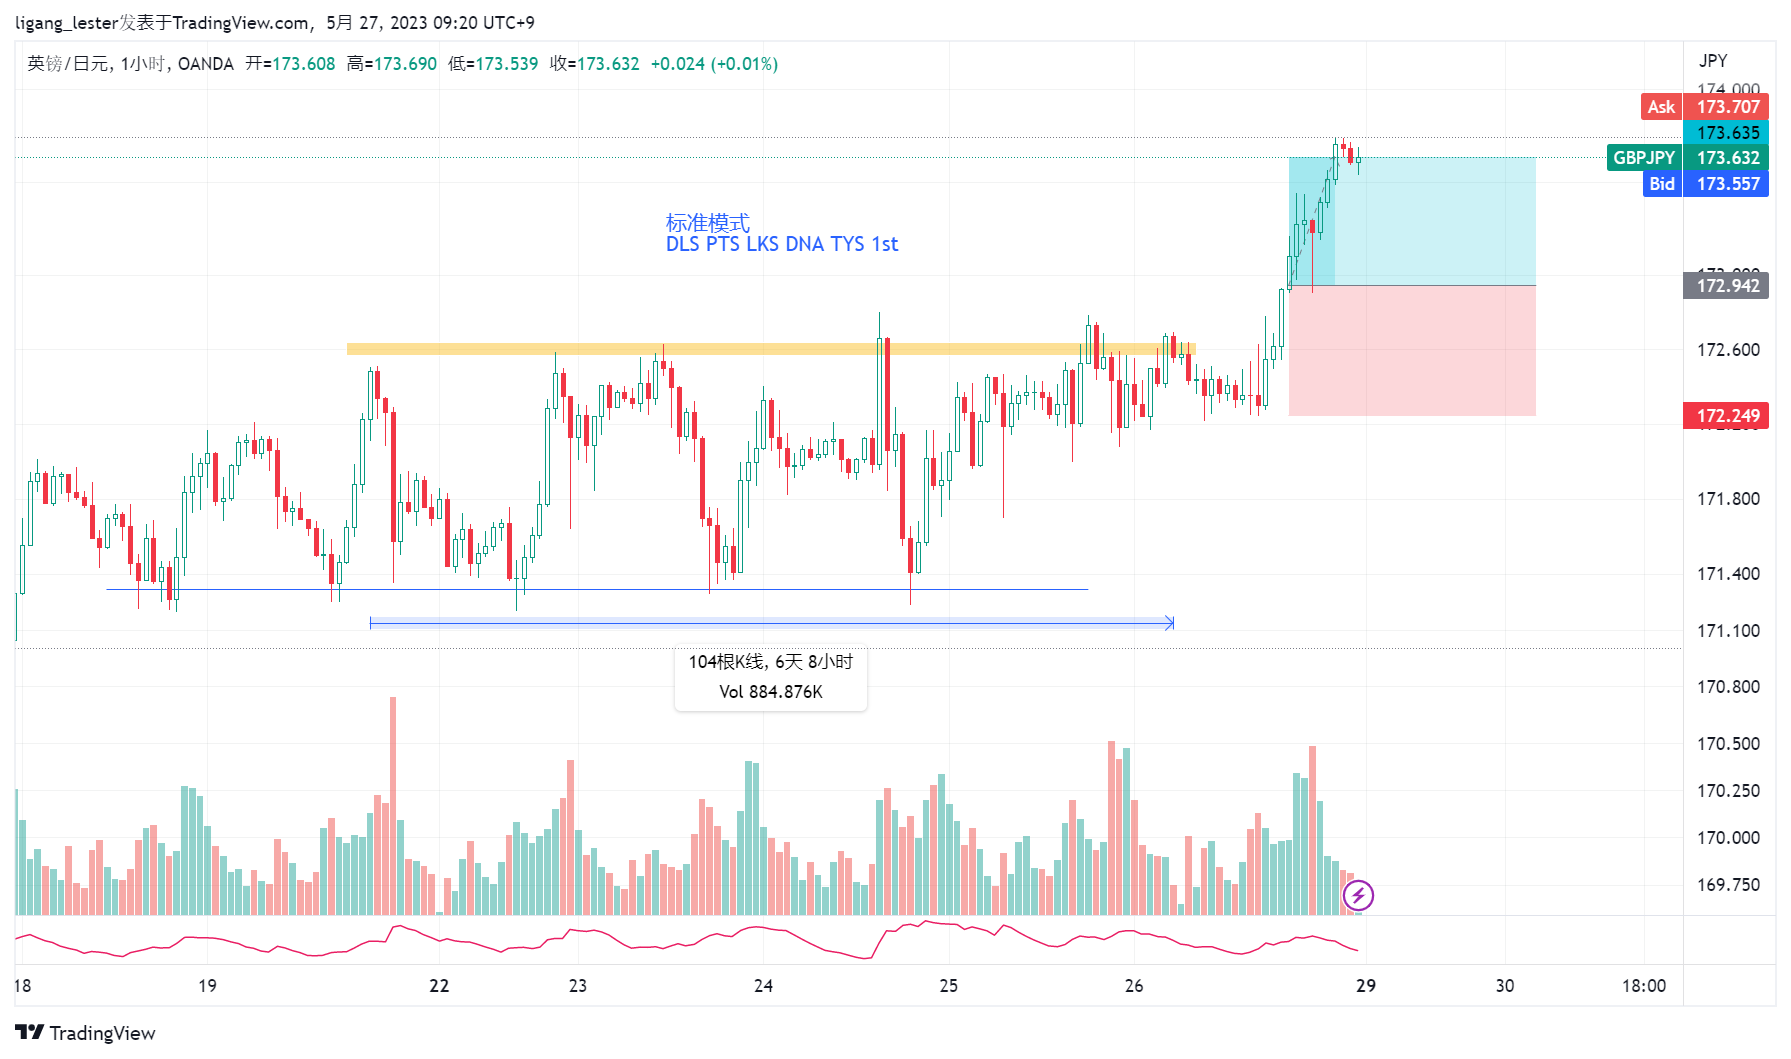 ligang_lester发表于TradingView.com, 5月 27, 2023 09:20 UTC+9
英镑/日元, 1小时, OANDA 开=173.608 高=173.690 低=173.539 收=173.632 +0.024 (+0.01%)
JPY
174.000
Ask 173.707
173.635
GBPJPY 173.632
Bid 173.557
标准模式
DLS PTS LKS DNA TYS 1st
172.942
172.600
172.249
171.800
171.400
171.100
104根K线, 6天 8小时
Vol 884.876K
170.800
170.500
170.250
170.000
169.750
18 19 22 23 24 25 26 29 30 18:00
TradingView